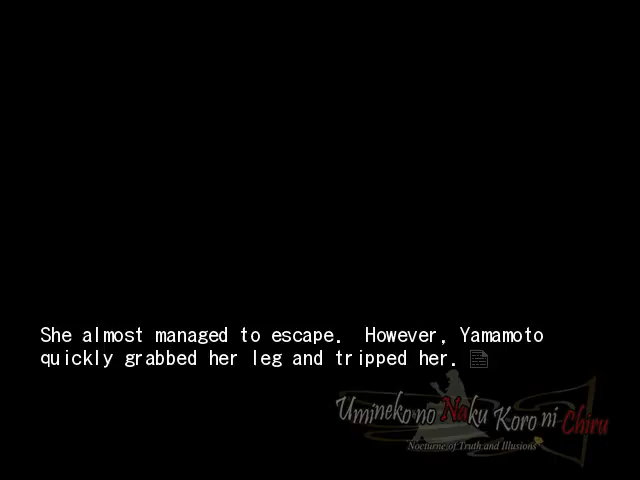 She almost managed to escape.  However, Yamamoto
quickly grabbed her leg and tripped her.
Umineko no Naku Koro ni Chiru
Nocturne of Truth and Illusions